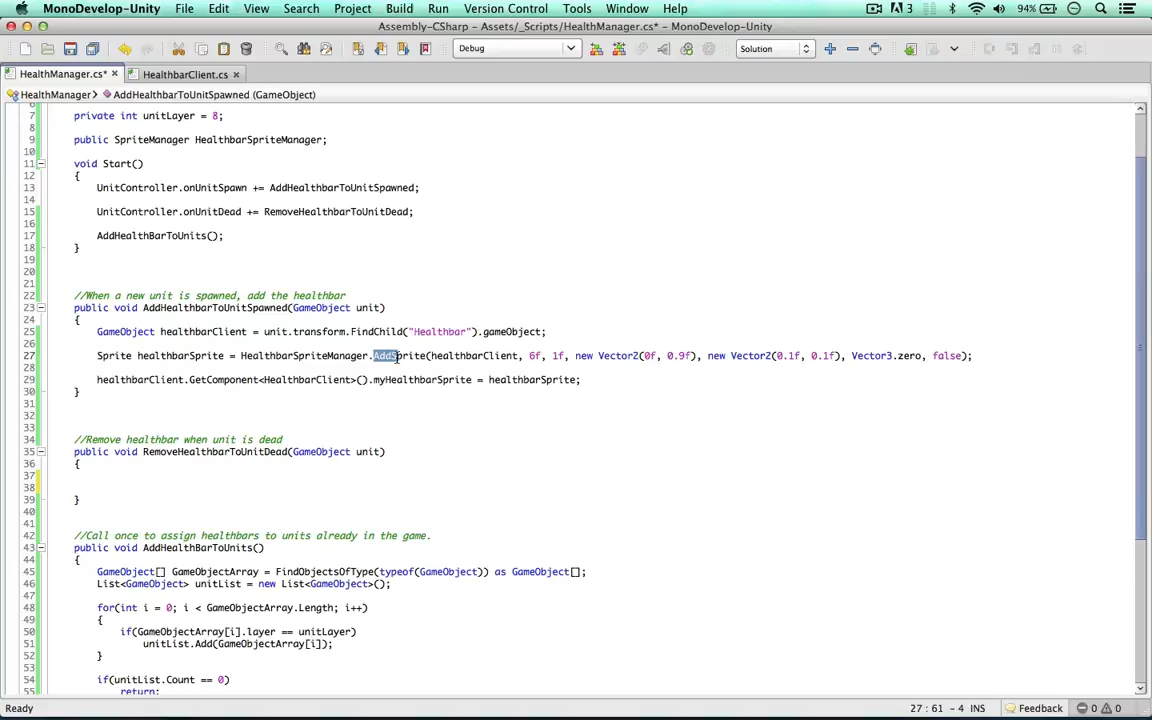 MonoDevelop-Unity File Edit View Search Project Build Run Version Control Tools Window Help 3 94%
Assembly-CSharp - Assets/_Scripts/HealthManager.cs* - MonoDevelop-Unity
Debug Solution
HealthManager.cs* HealthbarClient.cs
HealthManager AddHealthbarToUnitSpawned (GameObject)
6
7 private int unitLayer = 8;
8
9 public SpriteManager HealthbarSpriteManager;
10
11 void Start()
12 {
13 UnitController.onUnitSpawn += AddHealthbarToUnitSpawned;
14
15 UnitController.onUnitDead += RemoveHealthbarToUnitDead;
16
17 AddHealthBarToUnits();
18 }
19
20
21
22 //When a new unit is spawned, add the healthbar
23 public void AddHealthbarToUnitSpawned(GameObject unit)
24 {
25 GameObject healthbarClient = unit.transform.FindChild("Healthbar").gameObject;
26
27 Sprite healthbarSprite = HealthbarSpriteManager.AddSprite(healthbarClient, 6f, 1f, new Vector2(0f, 0.9f), new Vector2(0.1f, 0.1f), Vector3.zero, false);
28
29 healthbarClient.GetComponent<HealthbarClient>().myHealthbarSprite = healthbarSprite;
30 }
31
32
33
34 //Remove healthbar when unit is dead
35 public void RemoveHealthbarToUnitDead(GameObject unit)
36 {
37
38
39 }
40
41
42 //Call once to assign healthbars to units already in the game.
43 public void AddHealthBarToUnits()
44 {
45 GameObject[] GameObjectArray = FindObjectsOfType(typeof(GameObject)) as GameObject[];
46 List<GameObject> unitList = new List<GameObject>();
47
48 for(int i = 0; i < GameObjectArray.Length; i++)
49 {
50 if(GameObjectArray[i].layer == unitLayer)
51 unitList.Add(GameObjectArray[i]);
52 }
53
54 if(unitList.Count == 0)
55 return;
Ready 27 : 61 - 4 INS Feedback 0 0